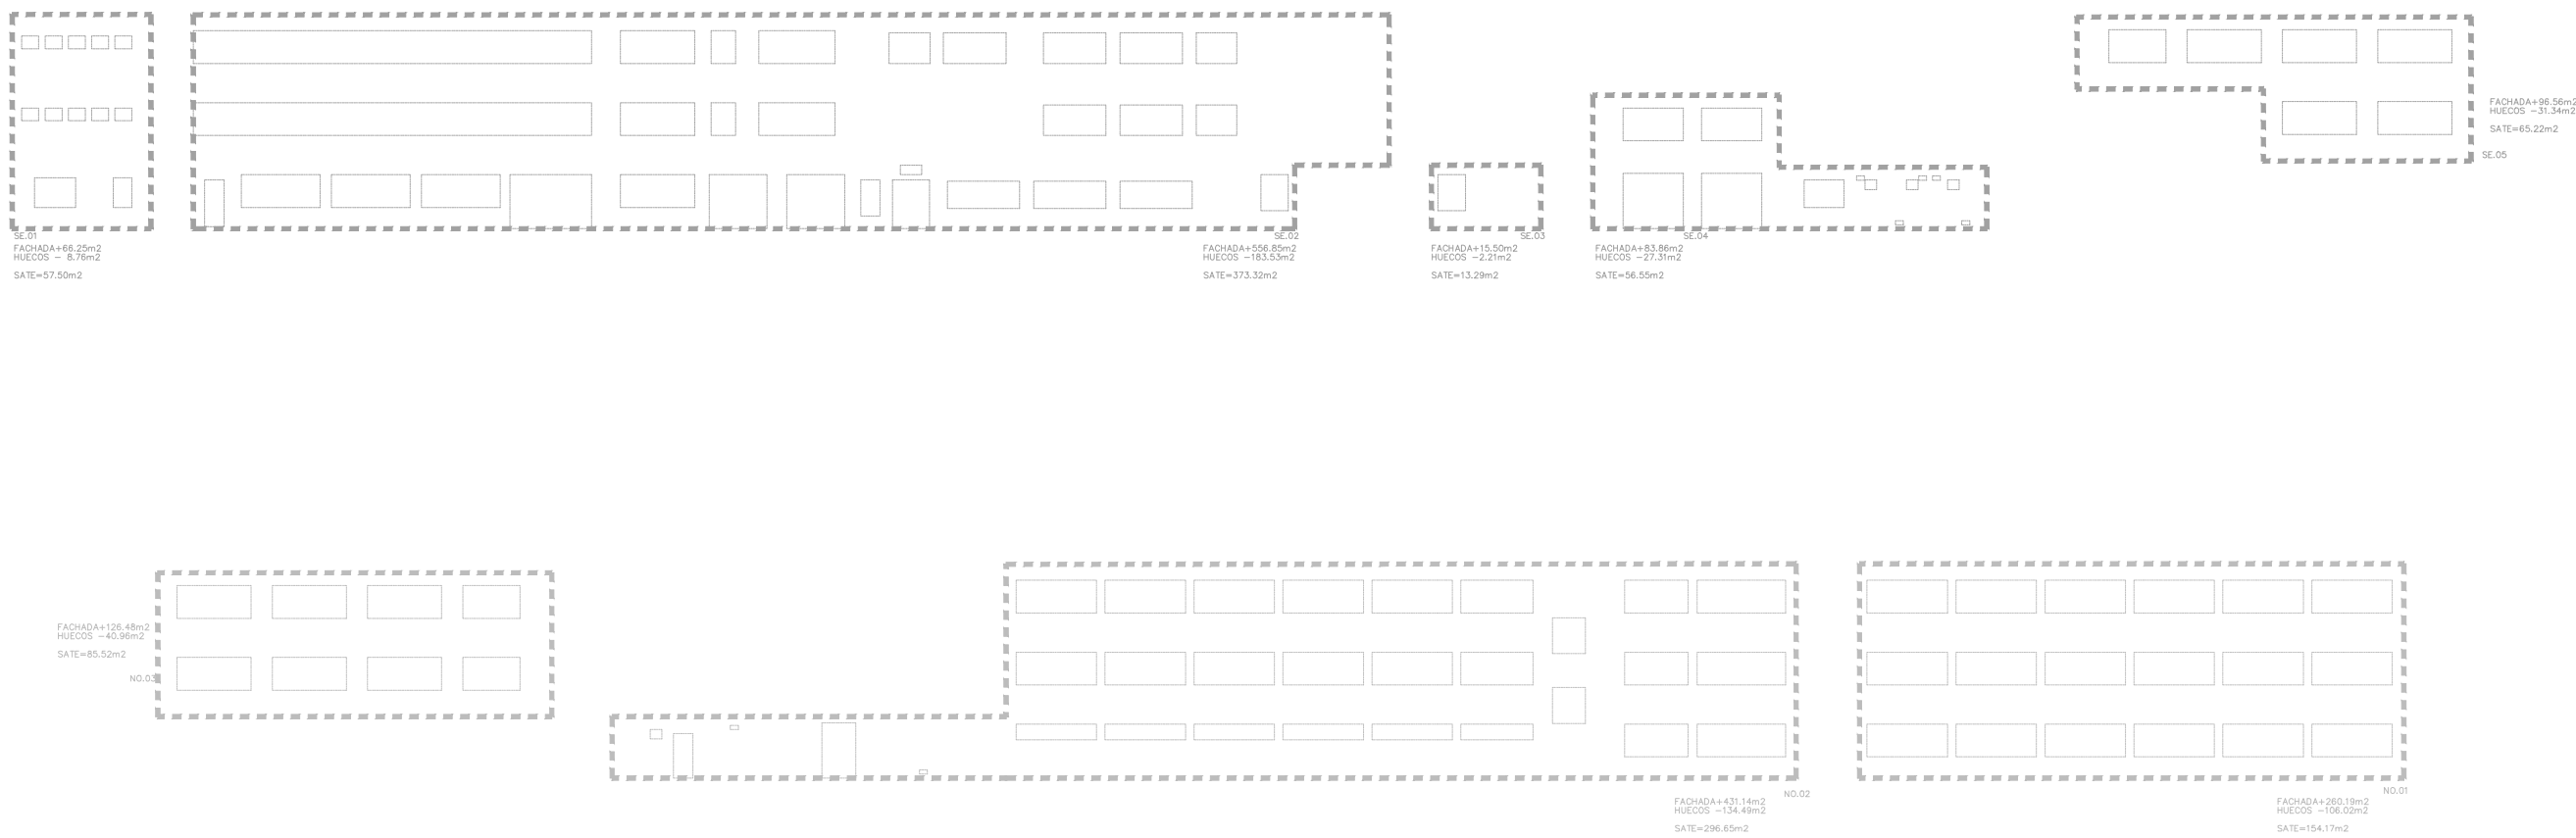 SE.01
FACHADA+66.25m2
HUECOS - 8.76m2
SATE=57.50m2
SE.02
FACHADA+556.85m2
HUECOS -183.53m2
SATE=373.32m2
SE.03
FACHADA+15.50m2
HUECOS -2.21m2
SATE=13.29m2
SE.04
FACHADA+83.86m2
HUECOS -27.31m2
SATE=56.55m2
FACHADA+96.56m2
HUECOS -31.34m2
SATE=65.22m2
SE.05
FACHADA+126.48m2
HUECOS -40.96m2
SATE=85.52m2
NO.03
NO.02
FACHADA+431.14m2
HUECOS -134.49m2
SATE=296.65m2
NO.01
FACHADA+260.19m2
HUECOS -106.02m2
SATE=154.17m2